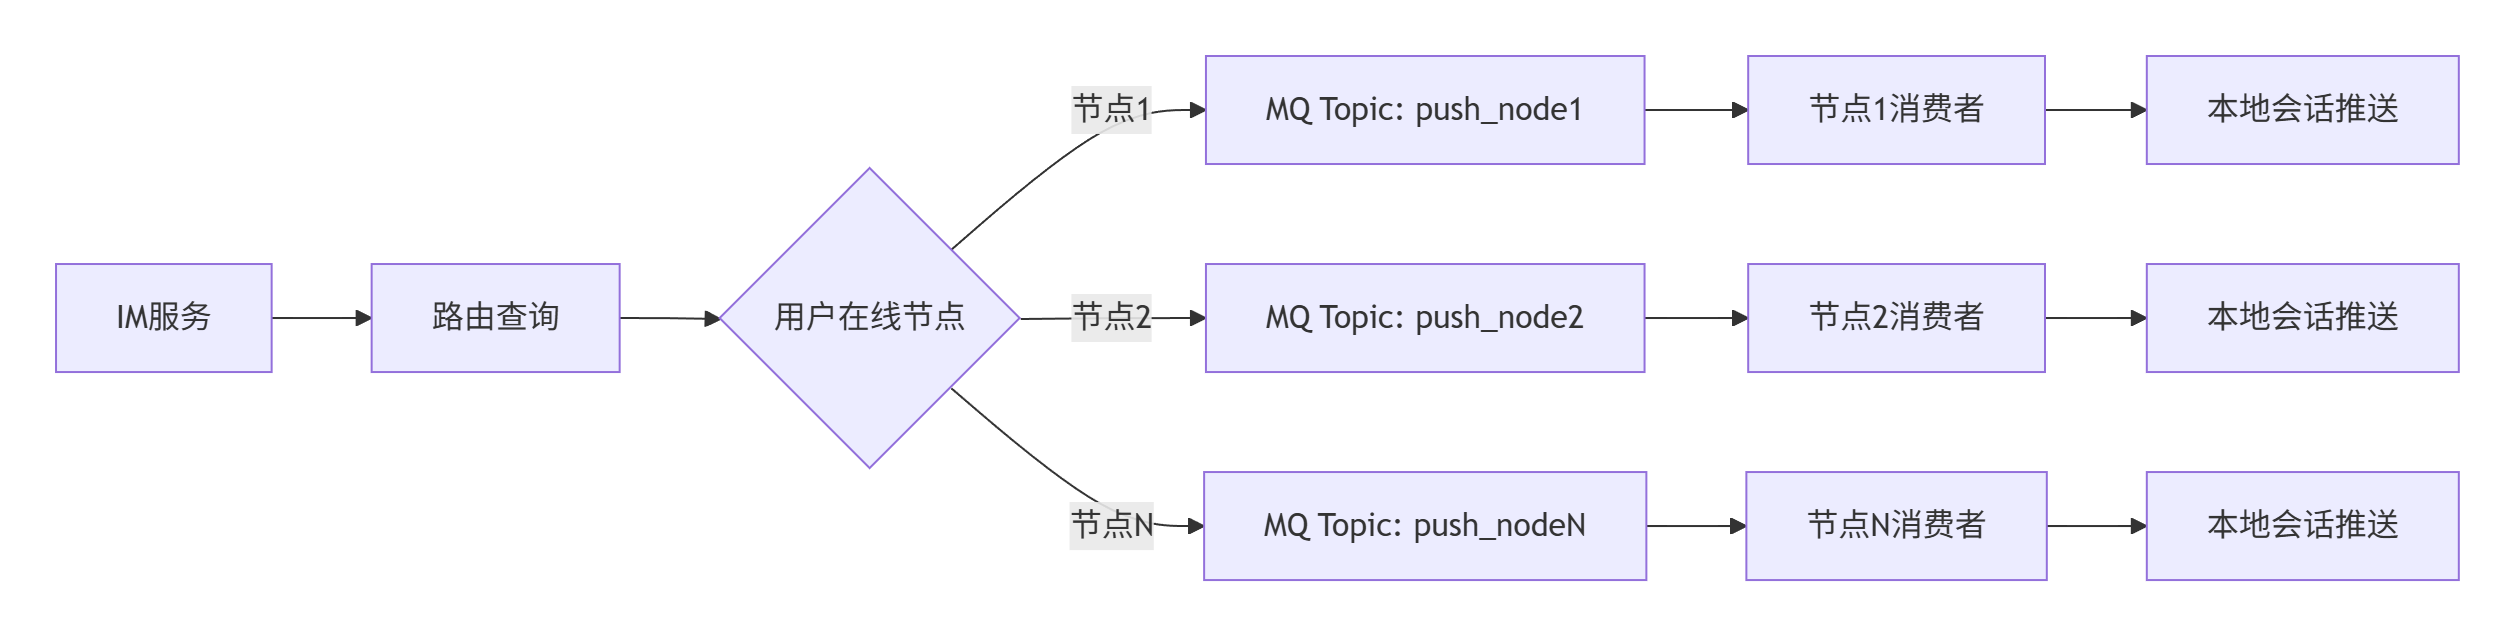 IM服务
路由查询
用户在线节点
节点1
MQ Topic: push_node1
节点1消费者
本地会话推送
节点2
MQ Topic: push_node2
节点2消费者
本地会话推送
节点N
MQ Topic: push_nodeN
节点N消费者
本地会话推送